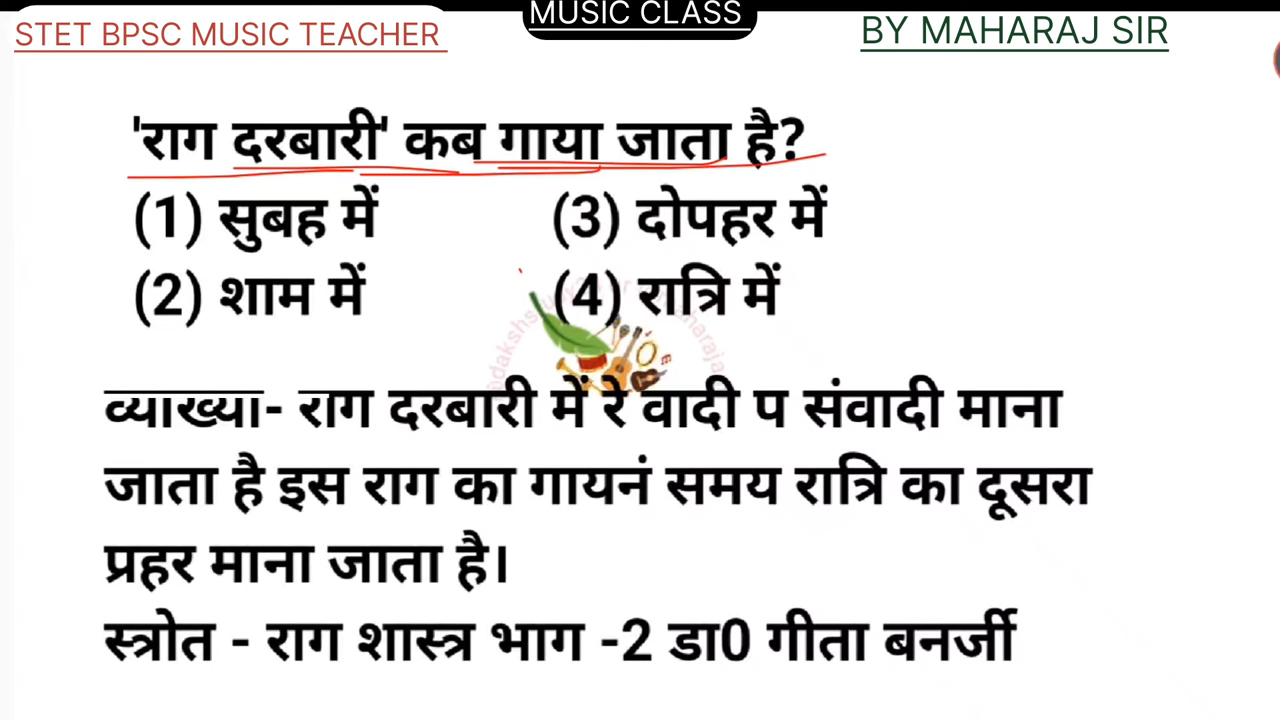 STET BPSC MUSIC TEACHER
MUSIC CLASS
BY MAHARAJ SIR
'राग दरबारी' कब गाया जाता है?
(1) सुबह में (3) दोपहर में
(2) शाम में (4) रात्रि में
व्याख्या- राग दरबारी में रे वादी प संवादी माना
जाता है इस राग का गायनं समय रात्रि का दूसरा
प्रहर माना जाता है।
स्त्रोत - राग शास्त्र भाग -2 डा0 गीता बनर्जी